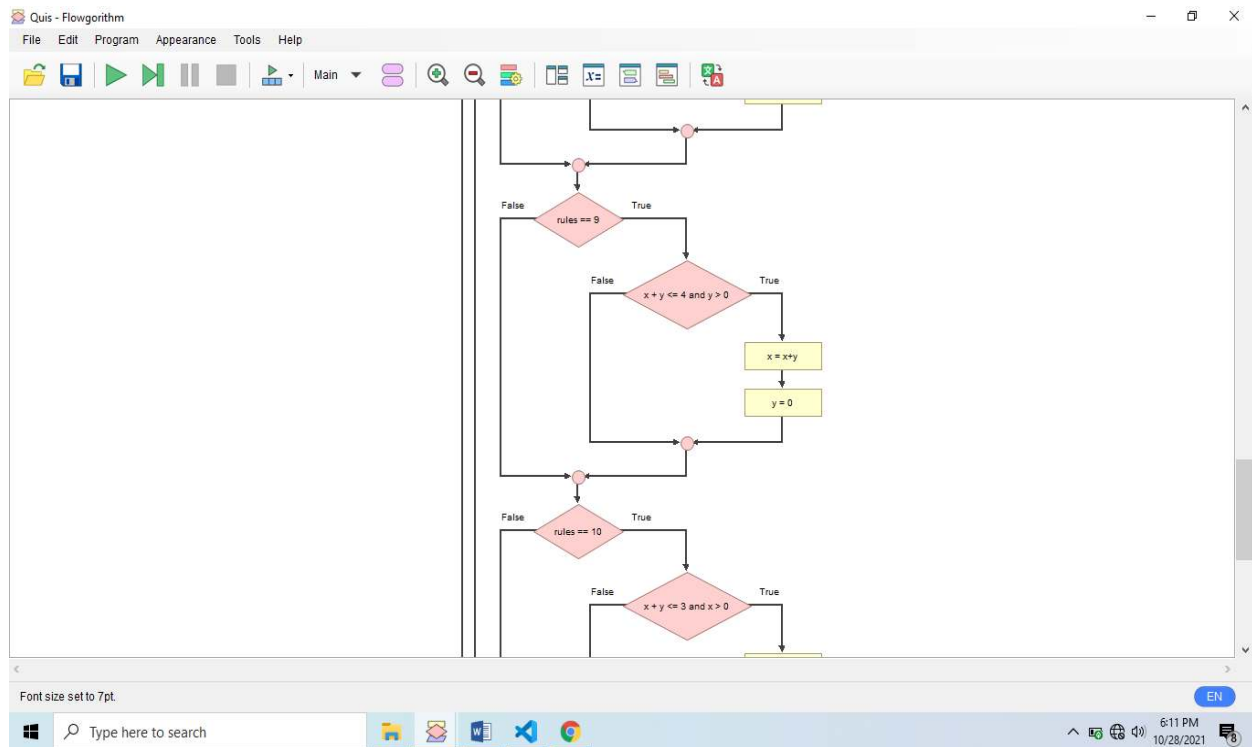 Quis - Flowgorithm
File Edit Program Appearance Tools Help
Main
x=
False True
rules == 9
False True
x + y <= 4 and y > 0
x = x+y
y = 0
False True
rules == 10
False True
x + y <= 3 and x > 0
Font size set to 7pt.
EN
Type here to search
6:11 PM
10/28/2021
8